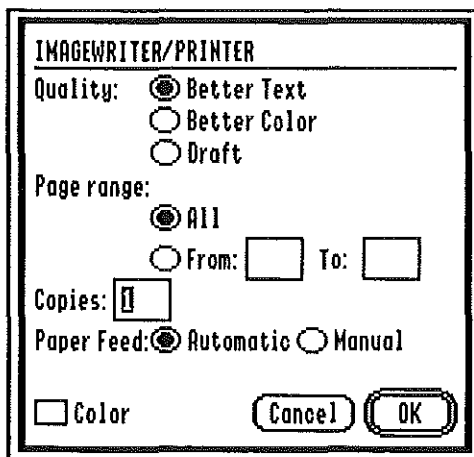 IMAGEWRITER/PRINTER
Quality: Better Text
Better Color
Draft
Page range:
All
From: To:
Copies: 1
Paper Feed: Automatic Manual
Color Cancel OK